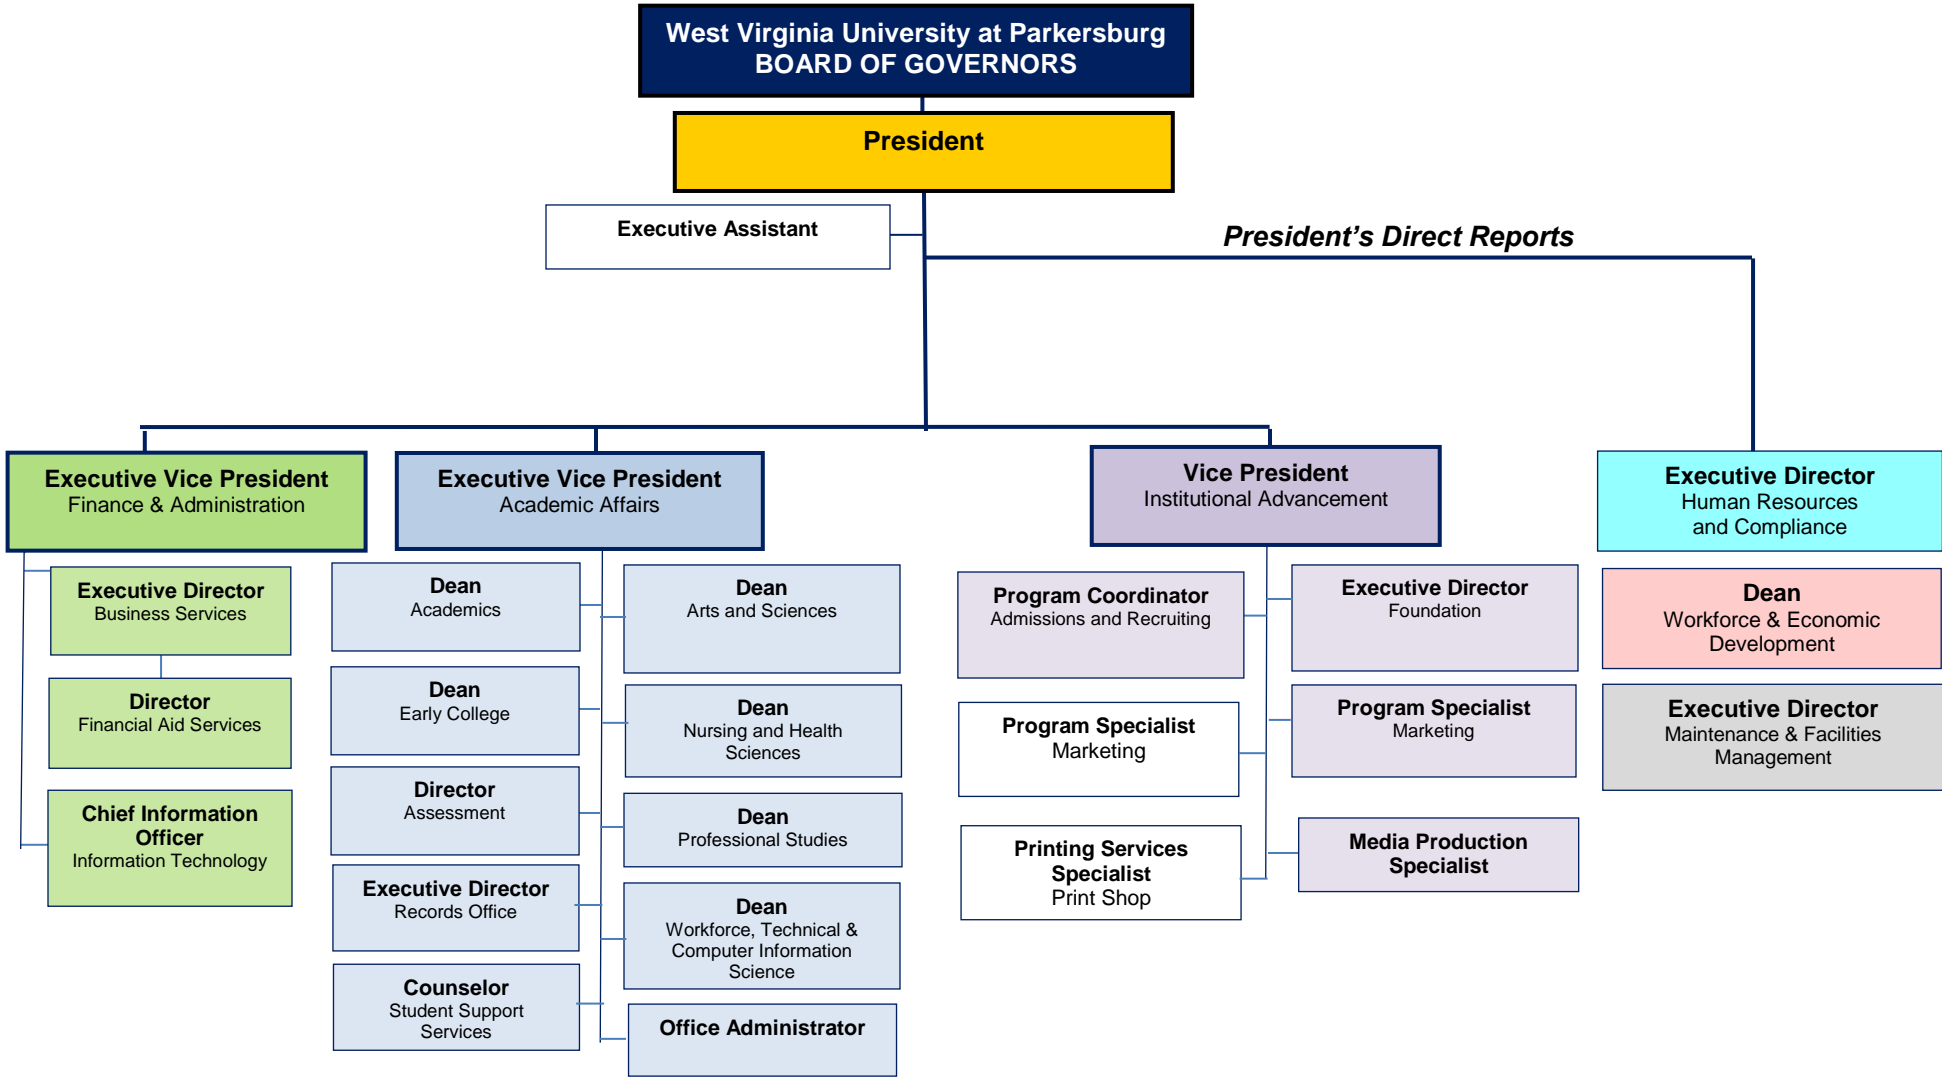 West Virginia University at Parkersburg
BOARD OF GOVERNORS
President
Executive Assistant
President’s Direct Reports
Executive Vice President
Finance & Administration
Executive Director
Business Services
Director
Financial Aid Services
Chief Information
Officer
Information Technology
Executive Vice President
Academic Affairs
Dean
Academics
Dean
Early College
Director
Assessment
Executive Director
Records Office
Counselor
Student Support
Services
Dean
Arts and Sciences
Dean
Nursing and Health
Sciences
Dean
Professional Studies
Dean
Workforce, Technical &
Computer Information
Science
Office Administrator
Vice President
Institutional Advancement
Program Coordinator
Admissions and Recruiting
Program Specialist
Marketing
Printing Services
Specialist
Print Shop
Executive Director
Foundation
Program Specialist
Marketing
Media Production
Specialist
Executive Director
Human Resources
and Compliance
Dean
Workforce & Economic
Development
Executive Director
Maintenance & Facilities
Management